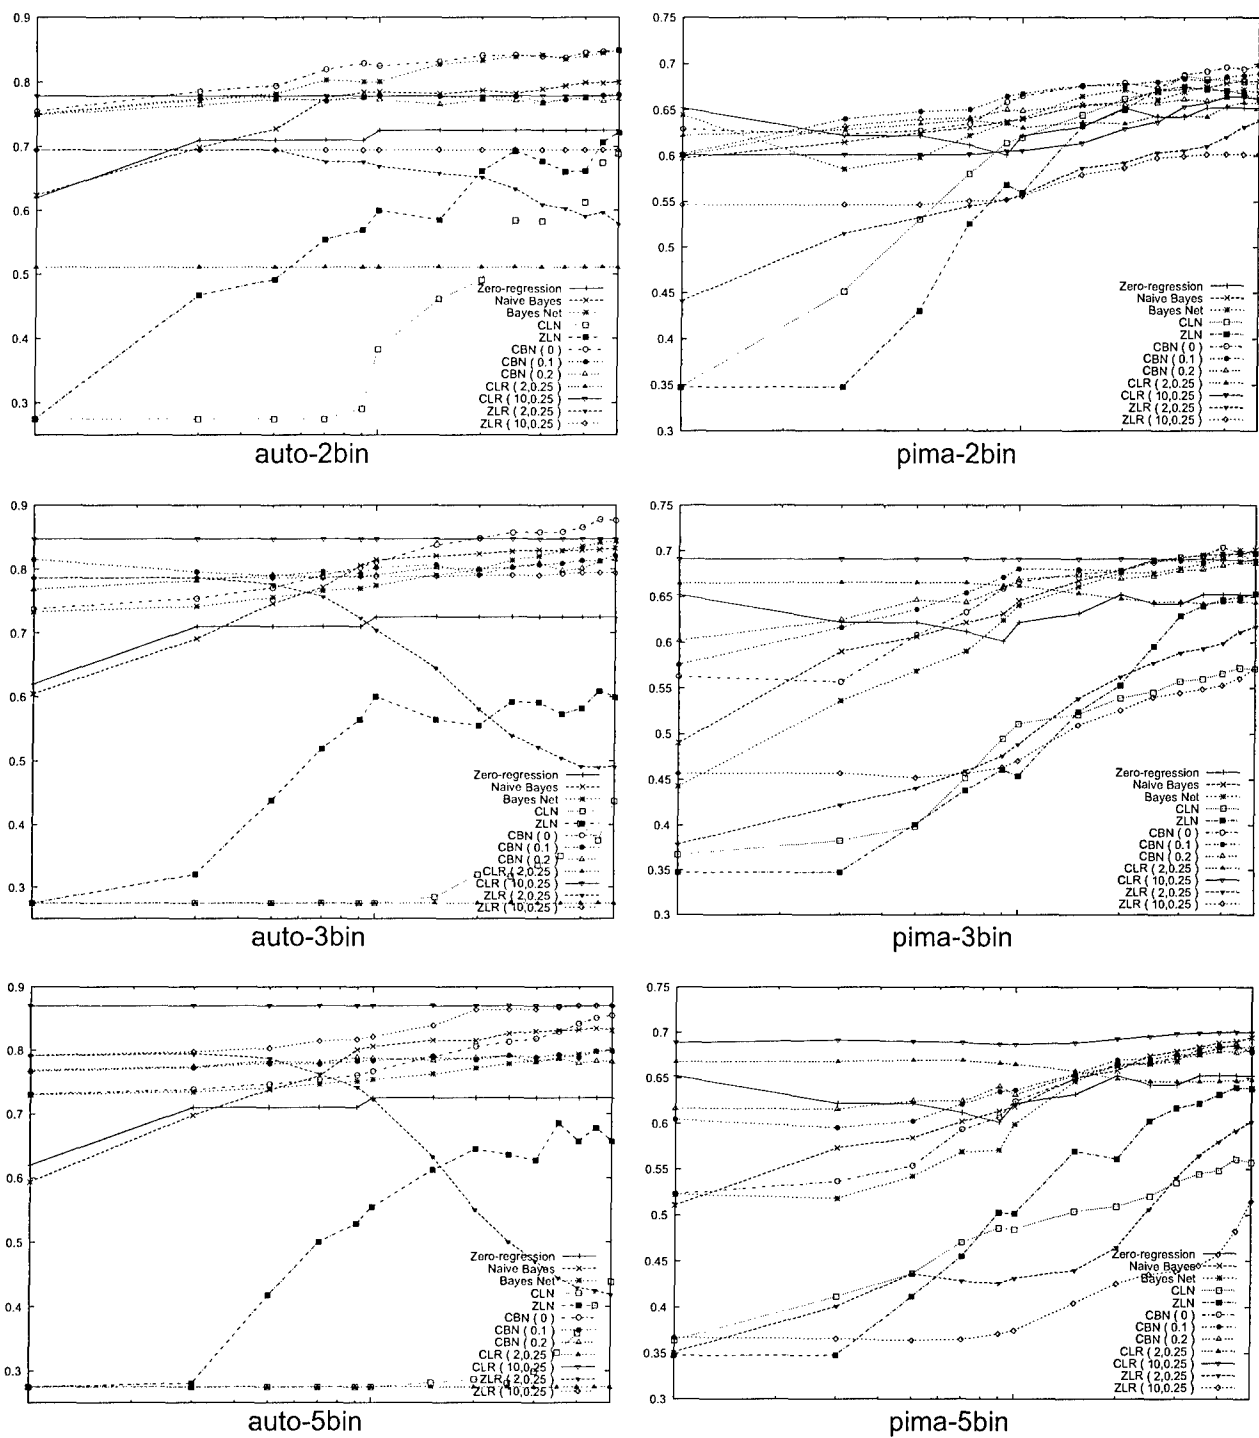 0.9
0.8
0.7
0.6
0.5
0.4
0.3
Zero-regression
Naive Bayes
Bayes Net
CLN
ZLN
CBN ( 0 )
CBN ( 0.1 )
CBN ( 0.2 )
CLR ( 2,0.25 )
CLR ( 10,0.25 )
ZLR ( 2,0.25 )
ZLR ( 10,0.25 )
auto-2bin
0.75
0.7
0.65
0.6
0.55
0.5
0.45
0.4
0.35
0.3
Zero-regression
Naive Bayes
Bayes Net
CLN
ZLN
CBN ( 0 )
CBN ( 0.1 )
CBN ( 0.2 )
CLR ( 2,0.25 )
CLR ( 10,0.25 )
ZLR ( 2,0.25 )
ZLR ( 10,0.25 )
pima-2bin
0.9
0.8
0.7
0.6
0.5
0.4
0.3
Zero-regression
Naive Bayes
Bayes Net
CLN
ZLN
CBN ( 0 )
CBN ( 0.1 )
CBN ( 0.2 )
CLR ( 2,0.25 )
CLR ( 10,0.25 )
ZLR ( 2,0.25 )
ZLR ( 10,0.25 )
auto-3bin
0.75
0.7
0.65
0.6
0.55
0.5
0.45
0.4
0.35
0.3
Zero-regression
Naive Bayes
Bayes Net
CLN
ZLN
CBN ( 0 )
CBN ( 0.1 )
CBN ( 0.2 )
CLR ( 2,0.25 )
CLR ( 10,0.25 )
ZLR ( 2,0.25 )
ZLR ( 10,0.25 )
pima-3bin
0.9
0.8
0.7
0.6
0.5
0.4
0.3
Zero-regression
Naive Bayes
Bayes Net
CLN
ZLN
CBN ( 0 )
CBN ( 0.1 )
CBN ( 0.2 )
CLR ( 2,0.25 )
CLR ( 10,0.25 )
ZLR ( 2,0.25 )
ZLR ( 10,0.25 )
auto-5bin
0.75
0.7
0.65
0.6
0.55
0.5
0.45
0.4
0.35
0.3
Zero-regression
Naive Bayes
Bayes Net
CLN
ZLN
CBN ( 0 )
CBN ( 0.1 )
CBN ( 0.2 )
CLR ( 2,0.25 )
CLR ( 10,0.25 )
ZLR ( 2,0.25 )
ZLR ( 10,0.25 )
pima-5bin